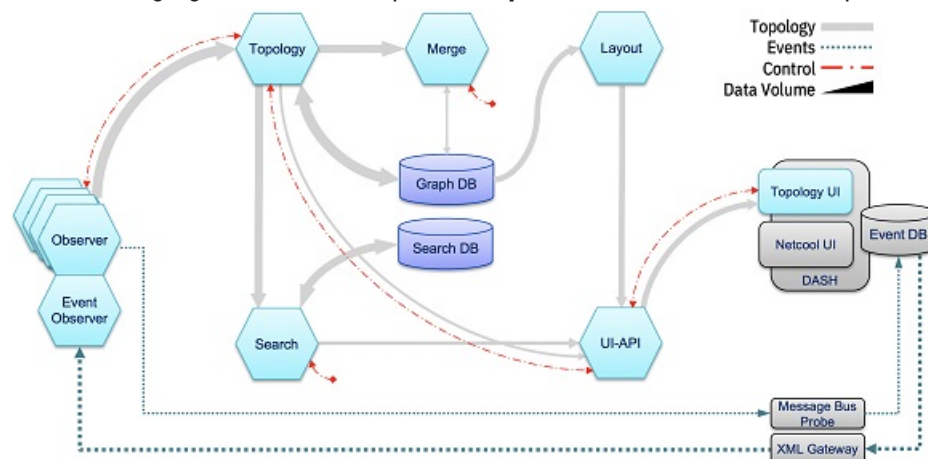 Topology
Merge
Layout
Topology
Events
Control
Data Volume
Graph DB
Topology UI
Observer
Search DB
Netcool UI
Event DB
DASH
Event
Observer
Search
UI-API
Message Bus
Probe
XML Gateway